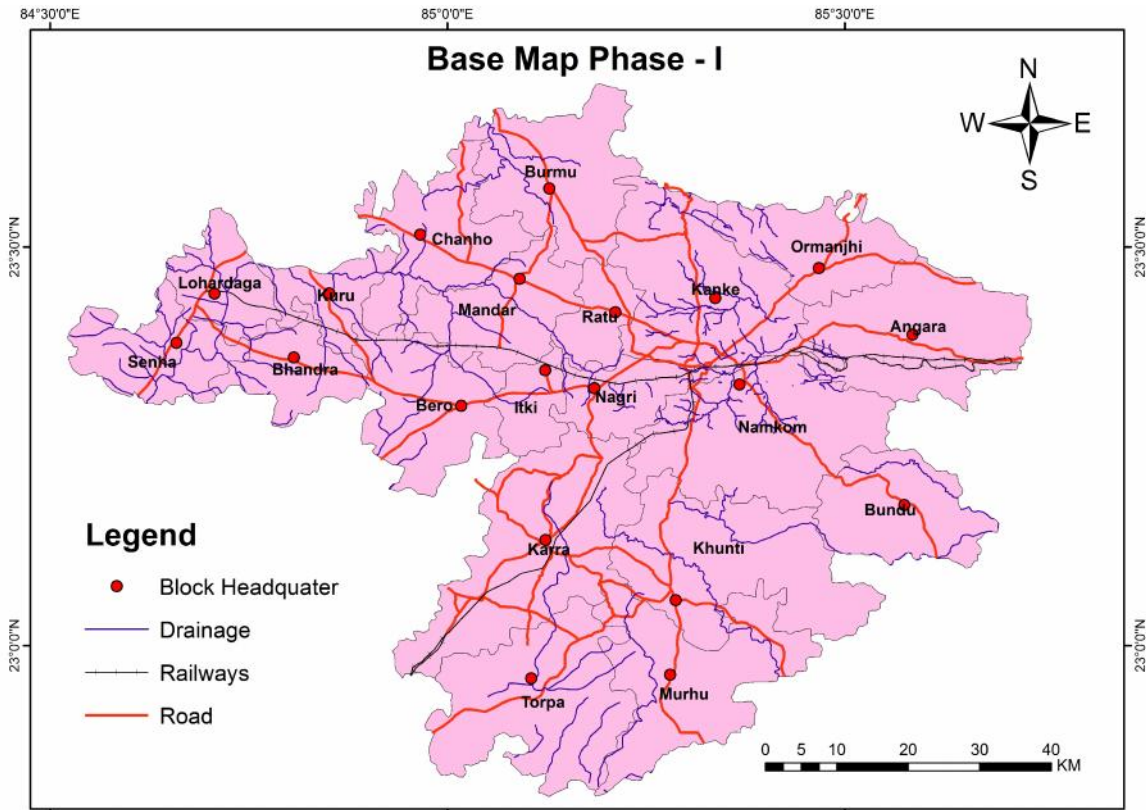 84°30'0"E 85°0'0"E 85°30'0"E
Base Map Phase - I
N
W E
S
Burmu
Chanho
23°30'0"N
23°30'0"N
Ormanjhi
Lohardaga
Kuru
Kanke
Mandar
Ratu
Angara
Senha
Bhandra
Bero
Itki
Nagri
Namkom
Bundu
Legend
Karra
Khunti
Block Headquater
Drainage
23°0'0"N
23°0'0"N
Railways
Torpa
Murhu
Road
0 5 10 20 30 40
KM